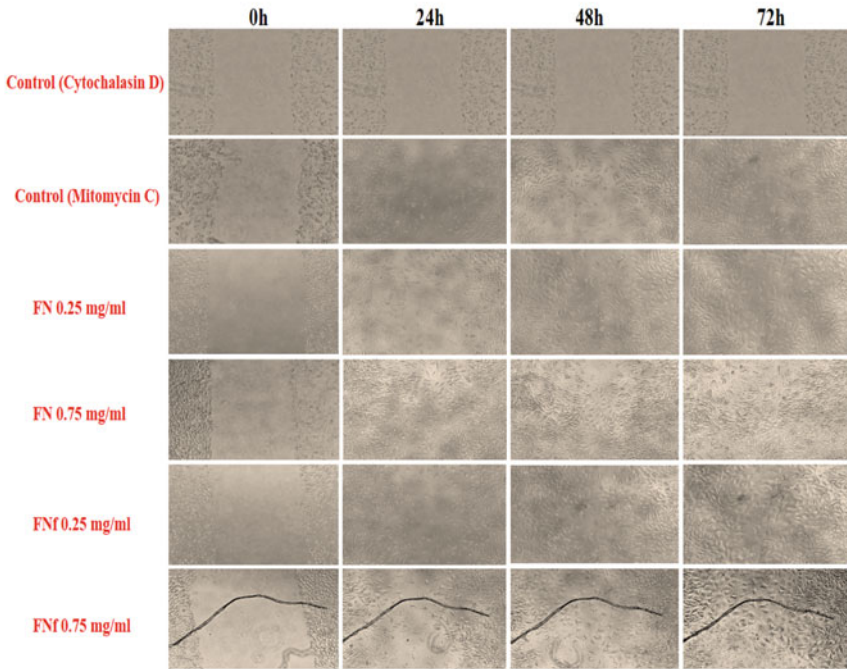 0h 24h 48h 72h
Control (Cytochalasin D)
Control (Mitomycin C)
FN 0.25 mg/ml
FN 0.75 mg/ml
FNf 0.25 mg/ml
FNf 0.75 mg/ml